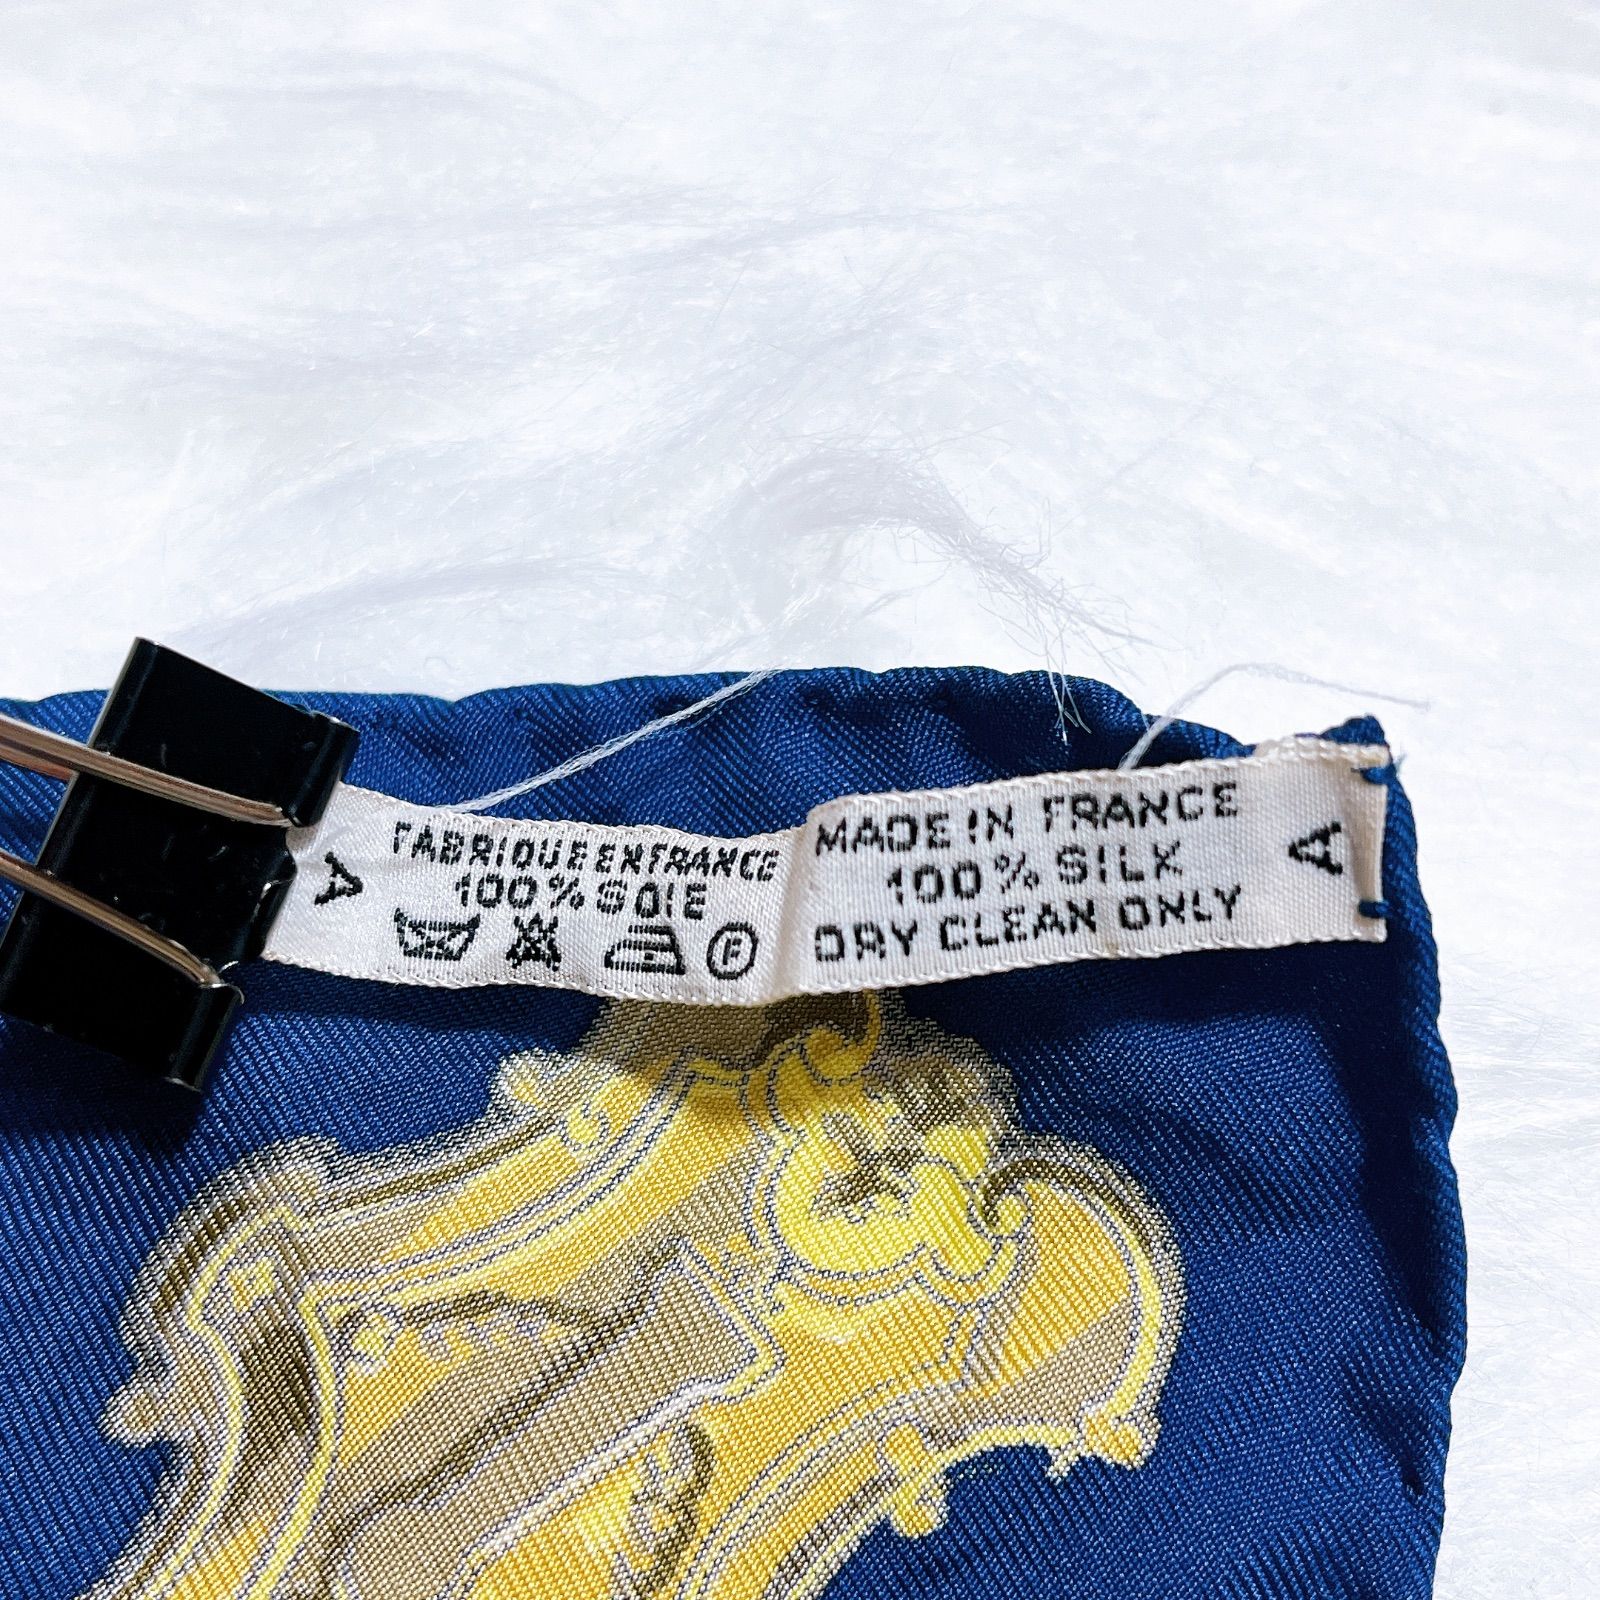 A
FABRIQUE EN FRANCE
100% SOIE
F
MADE IN FRANCE
100% SILK
DRY CLEAN ONLY
A